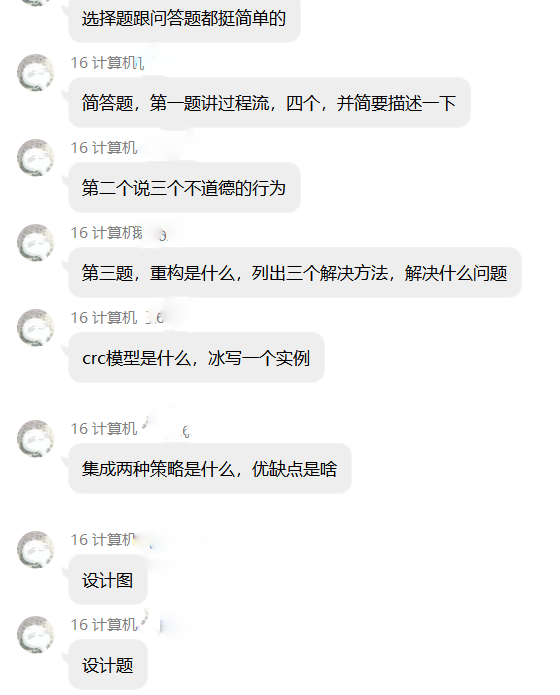 选择题跟问答题都挺简单的
16 计算机
简答题，第一题讲过程流，四个，并简要描述一下
16 计算机
第二个说三个不道德的行为
16 计算机
第三题，重构是什么，列出三个解决方法，解决什么问题
16 计算机
crc模型是什么，冰写一个实例
16 计算机
集成两种策略是什么，优缺点是啥
16 计算机
设计图
16 计算机
设计题